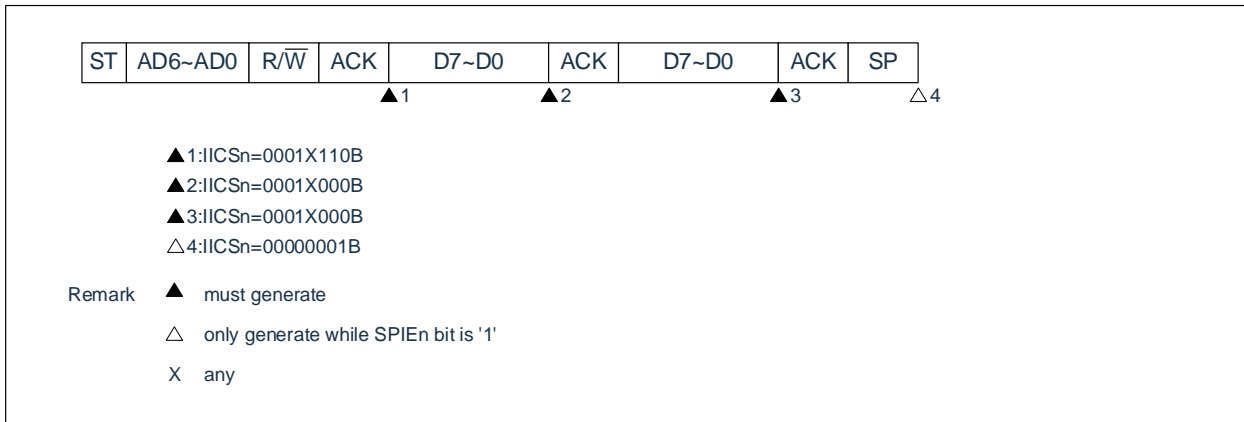 ST AD6~AD0 R/W̅ ACK D7~D0 ACK D7~D0 ACK SP
▲1 ▲2 ▲3 △4
▲1:IICSn=0001X110B
▲2:IICSn=0001X000B
▲3:IICSn=0001X000B
△4:IICSn=00000001B
Remark ▲ must generate
△ only generate while SPIEn bit is '1'
X any